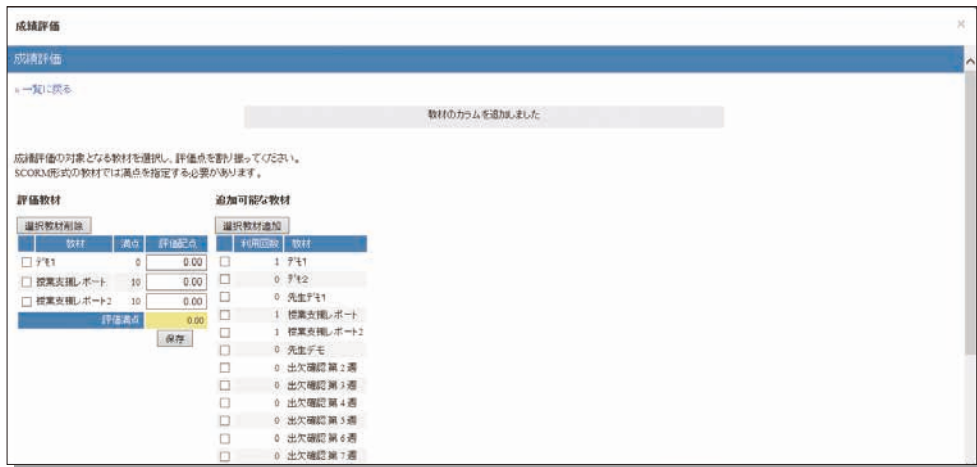 成績評価
×
成績評価
« 一覧に戻る
教材のカラムを追加しました
成績評価の対象となる教材を選択し、評価点を割り振ってください。
SCORM形式の教材では満点を指定する必要があります。
評価教材
選択教材削除
教材 満点 評価配点
デモ1 0 0.00
授業支援レポート 10 0.00
授業支援レポート2 10 0.00
評価満点 0.00
保存
追加可能な教材
選択教材追加
利用回数 教材
1 デモ1
0 デモ2
0 先生デモ1
1 授業支援レポート
1 授業支援レポート2
0 先生デモ
0 出欠確認 第2週
0 出欠確認 第3週
0 出欠確認 第4週
0 出欠確認 第5週
0 出欠確認 第6週
0 出欠確認 第7週